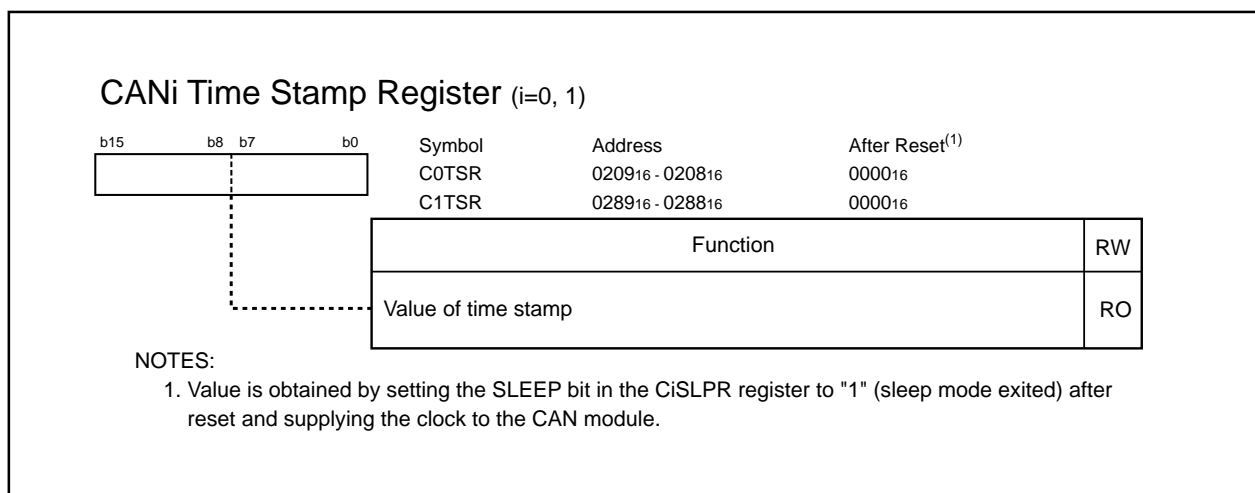 CANi Time Stamp Register (i=0, 1)
b15 b8 b7 b0
Symbol Address After Reset(1)
C0TSR 020916 - 020816 000016
C1TSR 028916 - 028816 000016
Function RW
Value of time stamp RO
NOTES:
1. Value is obtained by setting the SLEEP bit in the CiSLPR register to "1" (sleep mode exited) after
reset and supplying the clock to the CAN module.